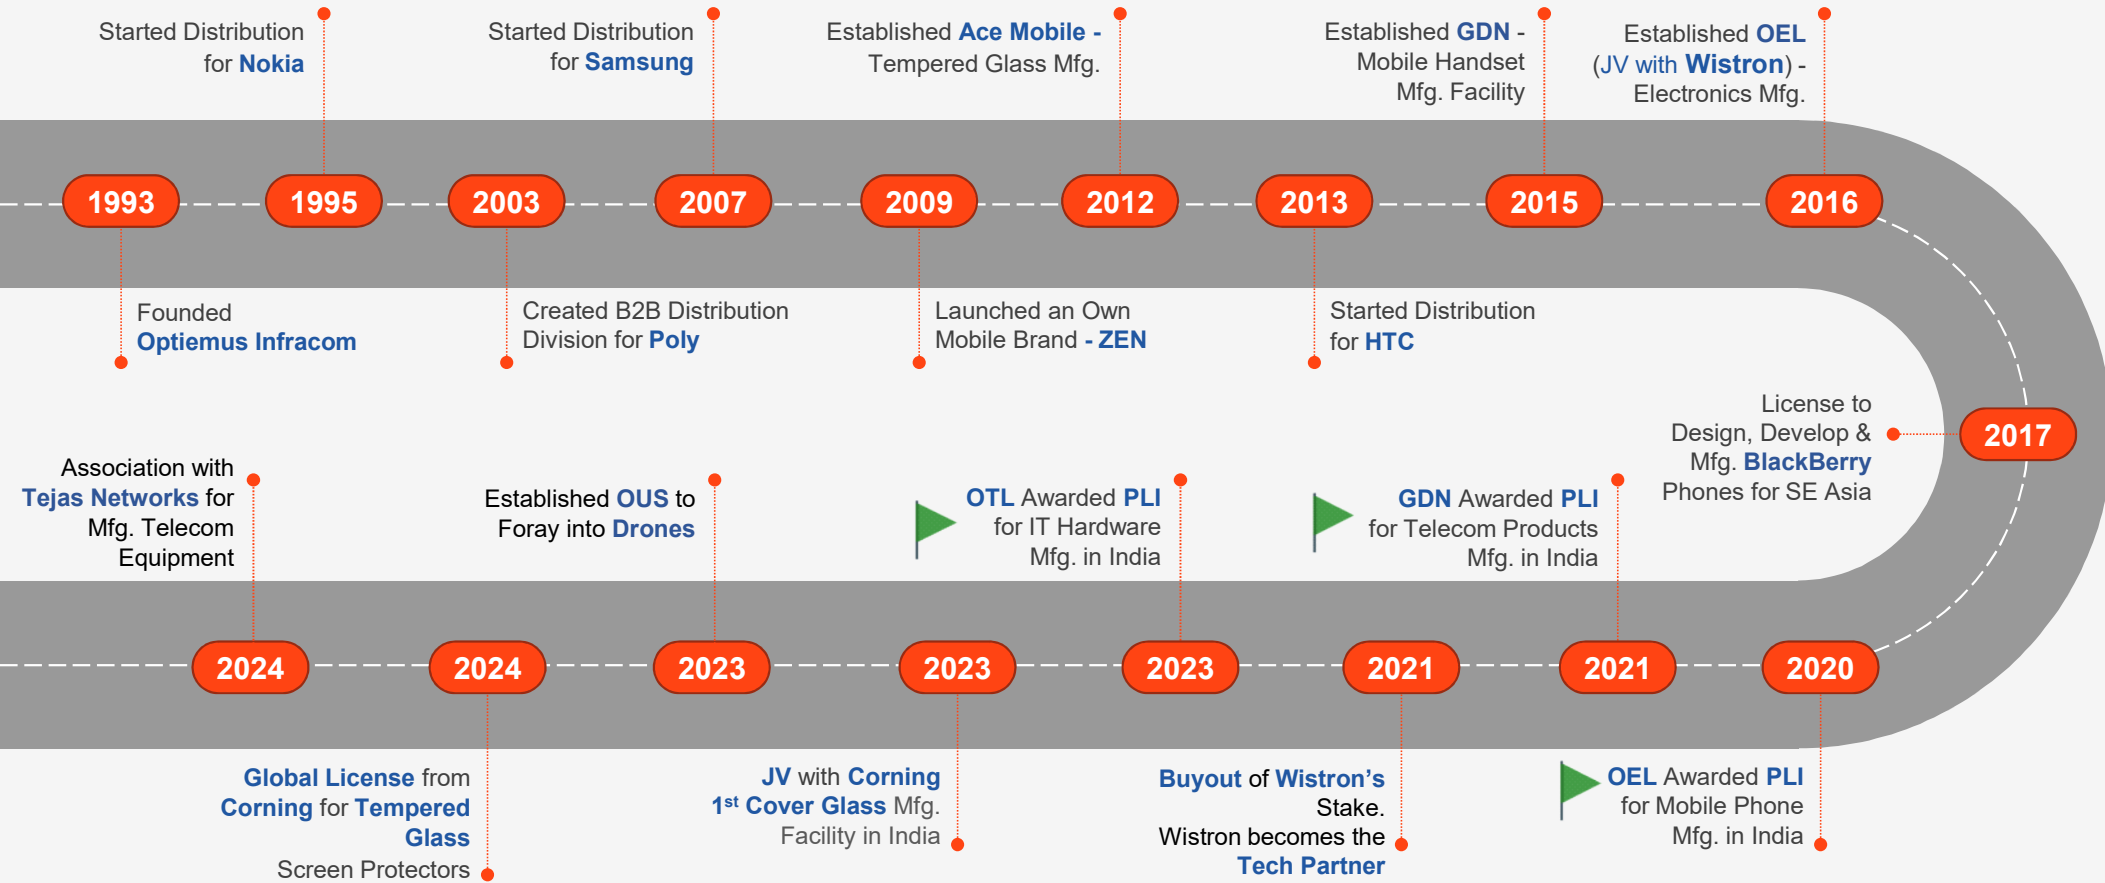 Started Distribution
for Nokia
Started Distribution
for Samsung
Established Ace Mobile -
Tempered Glass Mfg.
Established GDN -
Mobile Handset
Mfg. Facility
Established OEL
(JV with Wistron) -
Electronics Mfg.
1993
1995
2003
2007
2009
2012
2013
2015
2016
Founded
Optiemus Infracom
Created B2B Distribution
Division for Poly
Launched an Own
Mobile Brand - ZEN
Started Distribution
for HTC
License to
Design, Develop &
Mfg. BlackBerry
Phones for SE Asia
2017
Association with
Tejas Networks for
Mfg. Telecom
Equipment
Established OUS to
Foray into Drones
OTL Awarded PLI
for IT Hardware
Mfg. in India
GDN Awarded PLI
for Telecom Products
Mfg. in India
2024
2024
2023
2023
2023
2021
2021
2020
Global License from
Corning for Tempered
Glass
Screen Protectors
JV with Corning
1st Cover Glass Mfg.
Facility in India
Buyout of Wistron’s
Stake.
Wistron becomes the
Tech Partner
OEL Awarded PLI
for Mobile Phone
Mfg. in India